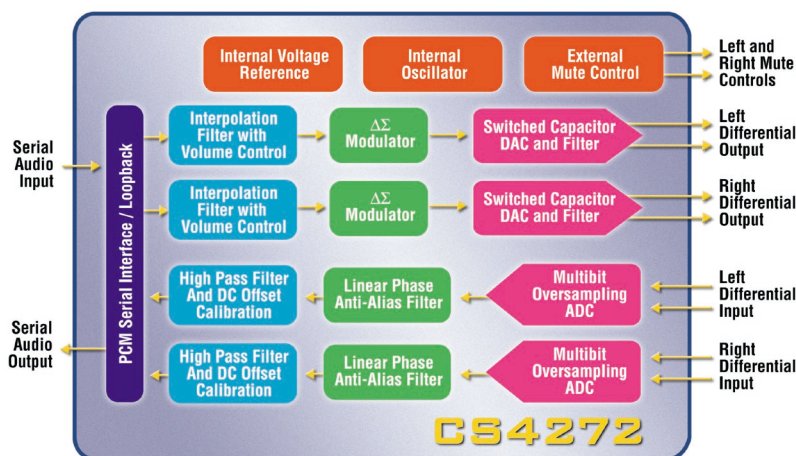 Internal Voltage
Reference
Internal
Oscillator
External
Mute Control
Left and
Right Mute
Controls
Serial
Audio
Input
PCM Serial Interface / Loopback
Interpolation
Filter with
Volume Control
ΔΣ
Modulator
Switched Capacitor
DAC and Filter
Left
Differential
Output
Interpolation
Filter with
Volume Control
ΔΣ
Modulator
Switched Capacitor
DAC and Filter
Right
Differential
Output
High Pass Filter
And DC Offset
Calibration
Linear Phase
Anti-Alias Filter
Multibit
Oversampling
ADC
Left
Differential
Input
Serial
Audio
Output
High Pass Filter
And DC Offset
Calibration
Linear Phase
Anti-Alias Filter
Multibit
Oversampling
ADC
Right
Differential
Input
CS4272